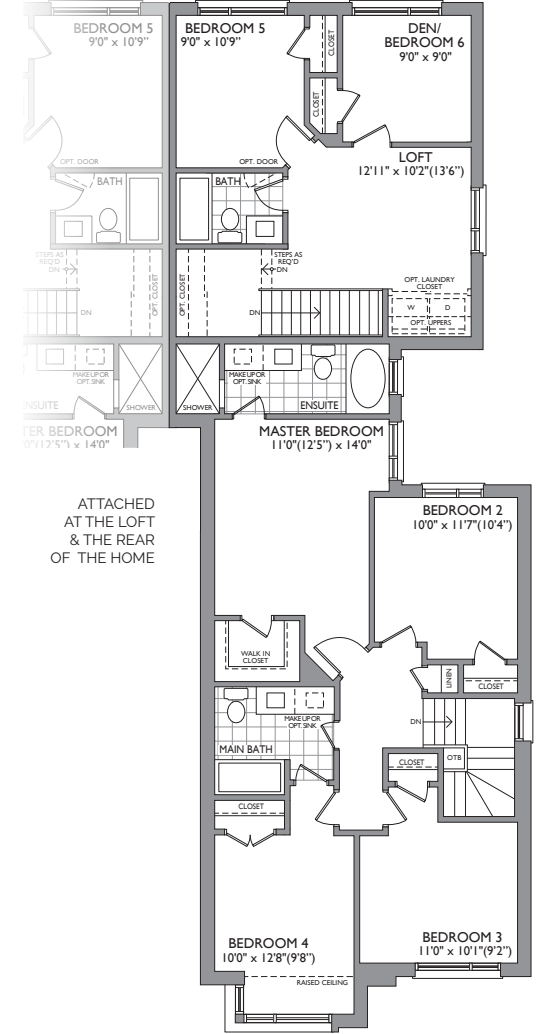 BEDROOM 5
9'0" x 10'9"
BEDROOM 5
9'0" x 10'9"
CLOSET
DEN/
BEDROOM 6
9'0" x 9'0"
CLOSET
OPT. DOOR
OPT. DOOR
LOFT
12'11" x 10'2"(13'6")
BATH
BATH
STEPS AS
REQ'D
DN
OPT. CLOSET
OPT. CLOSET
STEPS AS
REQ'D
DN
OPT. LAUNDRY
CLOSET
W
D
OPT. UPPERS
DN
DN
MAKEUP OR
OPT. SINK
SHOWER
SHOWER
MAKEUP OR
OPT. SINK
ENSUITE
ENSUITE
TER BEDROOM
0"(12'5") x 14'0"
MASTER BEDROOM
11'0"(12'5") x 14'0"
ATTACHED
AT THE LOFT
& THE REAR
OF THE HOME
BEDROOM 2
10'0" x 11'7"(10'4")
WALK IN
CLOSET
LINEN
CLOSET
MAKEUP OR
OPT. SINK
MAIN BATH
DN
OTB
CLOSET
CLOSET
BEDROOM 4
10'0" x 12'8"(9'8")
RAISED CEILING
BEDROOM 3
11'0" x 10'1"(9'2")